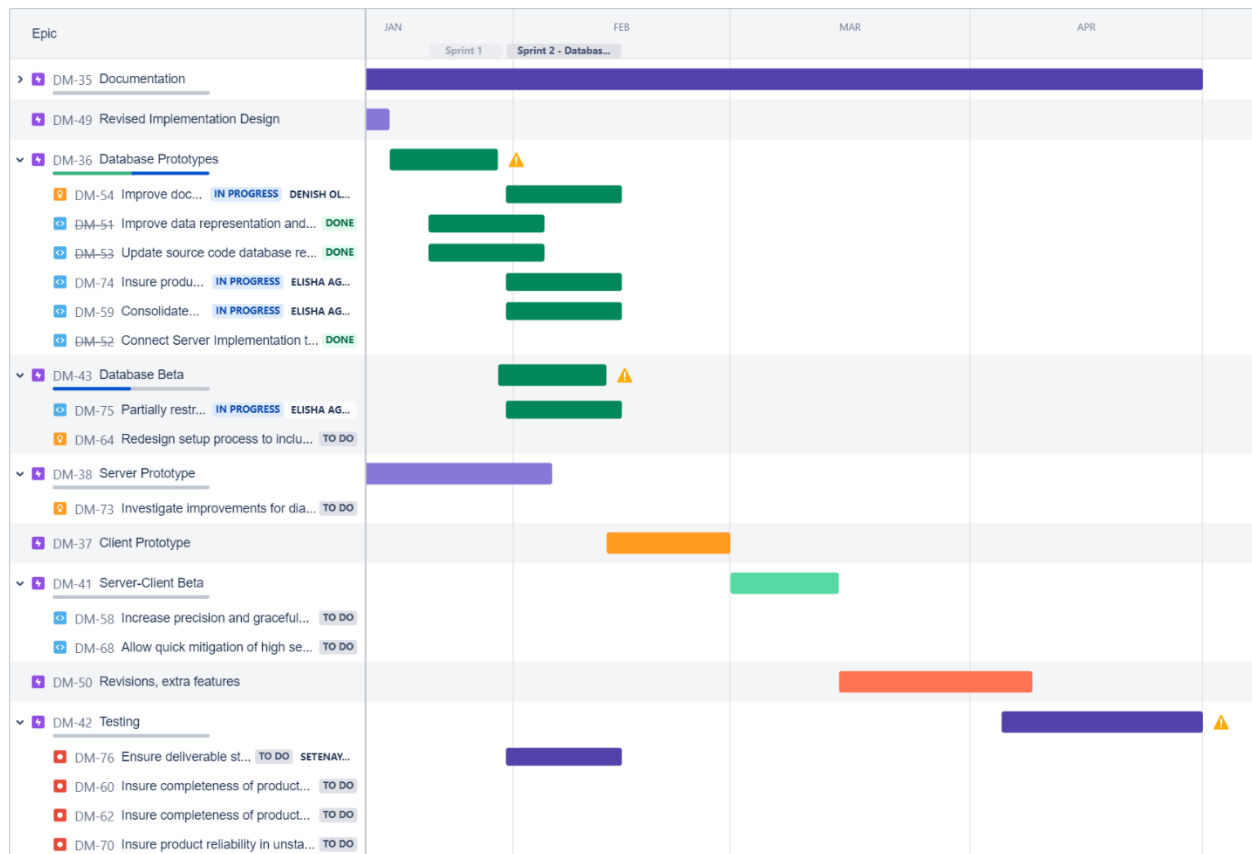 Epic
JAN FEB MAR APR
Sprint 1 Sprint 2 - Databas...
DM-35 Documentation
DM-49 Revised Implementation Design
DM-36 Database Prototypes
DM-54 Improve doc... IN PROGRESS DENISH OL...
DM-51 Improve data representation and... DONE
DM-53 Update source code database re... DONE
DM-74 Insure produ... IN PROGRESS ELISHA AG...
DM-59 Consolidate... IN PROGRESS ELISHA AG...
DM-52 Connect Server Implementation t... DONE
DM-43 Database Beta
DM-75 Partially restr... IN PROGRESS ELISHA AG...
DM-64 Redesign setup process to inclu... TO DO
DM-38 Server Prototype
DM-73 Investigate improvements for dia... TO DO
DM-37 Client Prototype
DM-41 Server-Client Beta
DM-58 Increase precision and graceful... TO DO
DM-68 Allow quick mitigation of high se... TO DO
DM-50 Revisions, extra features
DM-42 Testing
DM-76 Ensure deliverable st... TO DO SETENAY...
DM-60 Insure completeness of product... TO DO
DM-62 Insure completeness of product... TO DO
DM-70 Insure product reliability in unsta... TO DO